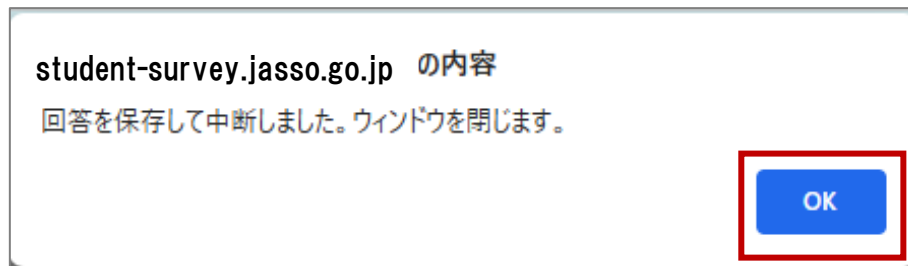 student-survey.jasso.go.jp の内容
回答を保存して中断しました。ウィンドウを閉じます。
OK